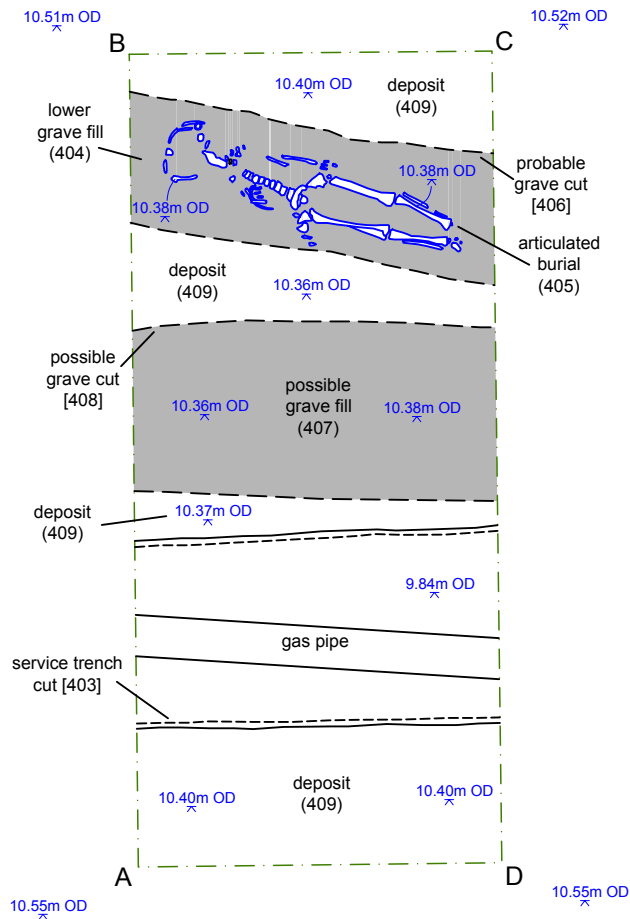 10.51m OD
10.52m OD
B
C
10.40m OD
deposit
(409)
lower
grave fill
(404)
10.38m OD
10.38m OD
probable
grave cut
[406]
articulated
burial
(405)
deposit
(409)
10.36m OD
possible
grave cut
[408]
possible
grave fill
(407)
10.36m OD
10.38m OD
deposit
(409)
10.37m OD
9.84m OD
gas pipe
service trench
cut [403]
deposit
(409)
10.40m OD
10.40m OD
A
D
10.55m OD
10.55m OD